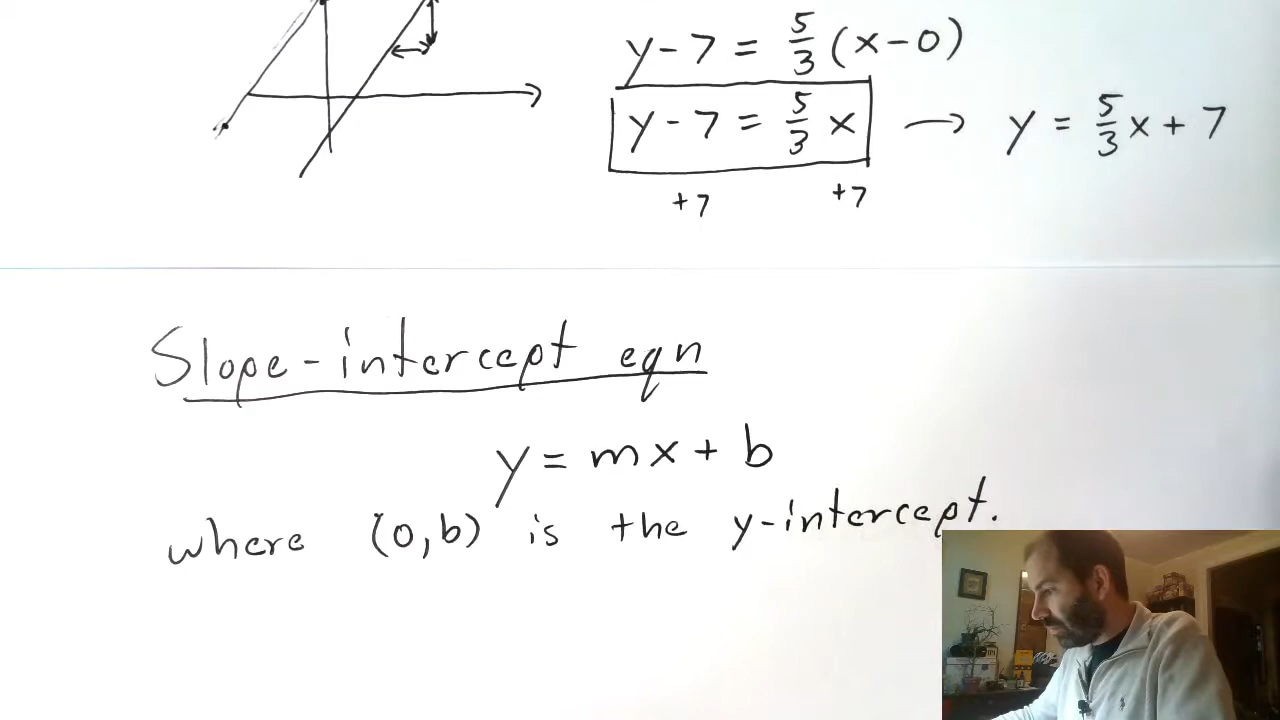 y - 7 = 5/3 (x - 0)
y - 7 = 5/3 x → y = 5/3 x + 7
+7 +7
Slope-intercept eqn
y = mx + b
where (0, b) is the y-intercept.